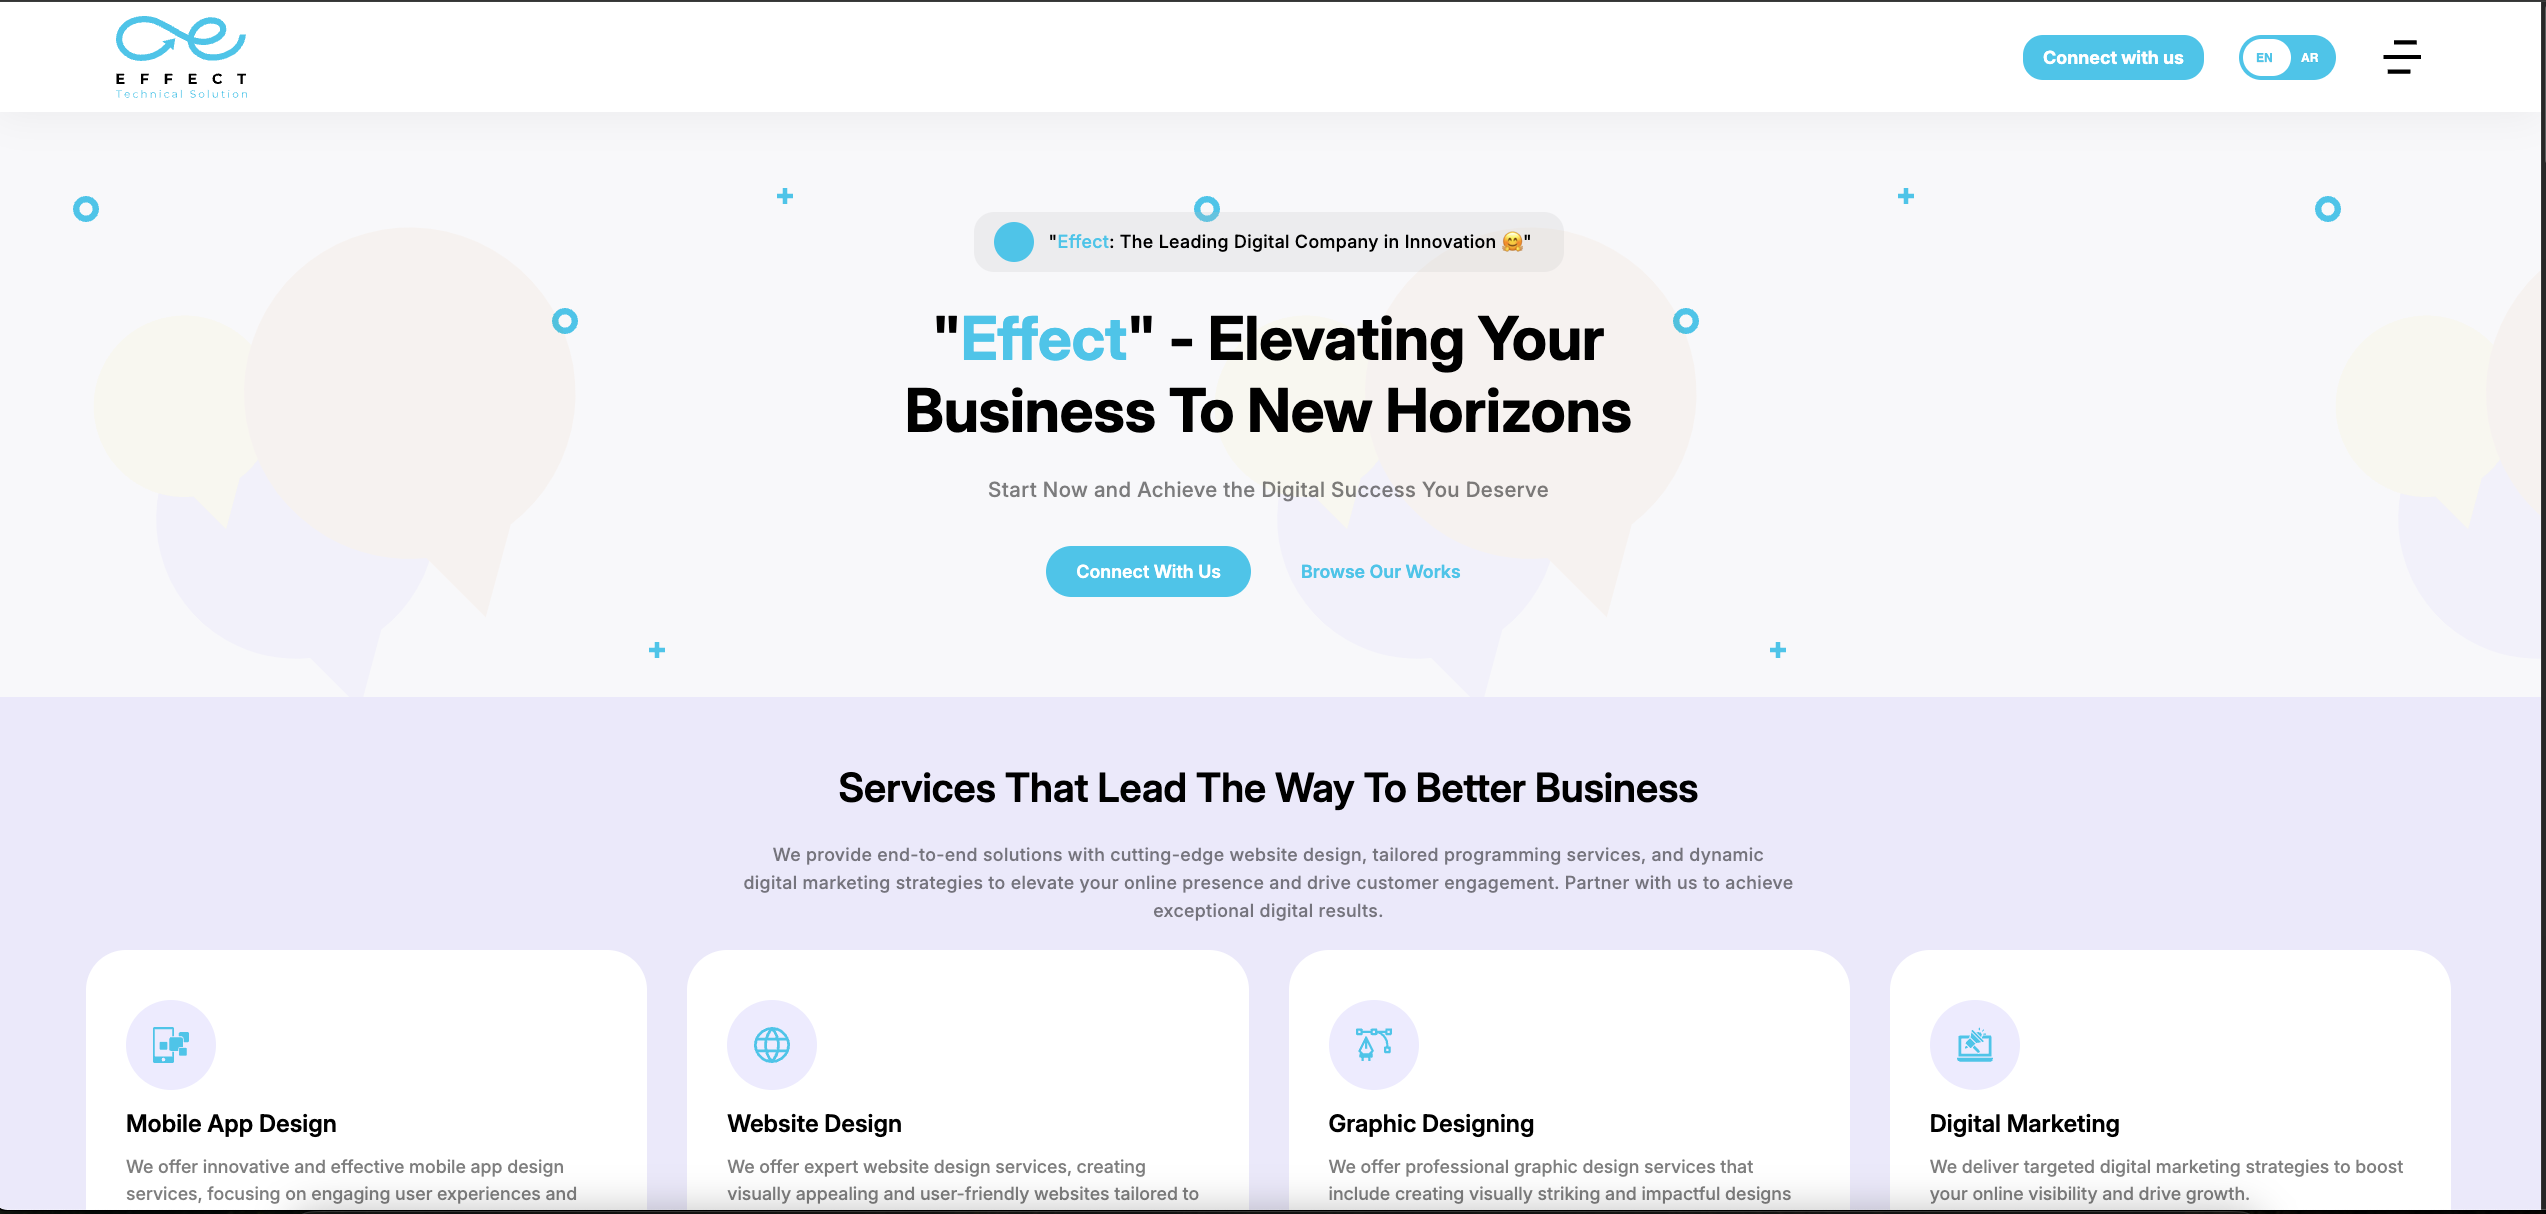 EFFECT
Technical Solution
Connect with us
EN
AR
"Effect: The Leading Digital Company in Innovation 🤗"
"Effect" - Elevating Your
Business To New Horizons
Start Now and Achieve the Digital Success You Deserve
Connect With Us
Browse Our Works
Services That Lead The Way To Better Business
We provide end-to-end solutions with cutting-edge website design, tailored programming services, and dynamic
digital marketing strategies to elevate your online presence and drive customer engagement. Partner with us to achieve
exceptional digital results.
Mobile App Design
We offer innovative and effective mobile app design
services, focusing on engaging user experiences and
Website Design
We offer expert website design services, creating
visually appealing and user-friendly websites tailored to
Graphic Designing
We offer professional graphic design services that
include creating visually striking and impactful designs
Digital Marketing
We deliver targeted digital marketing strategies to boost
your online visibility and drive growth.